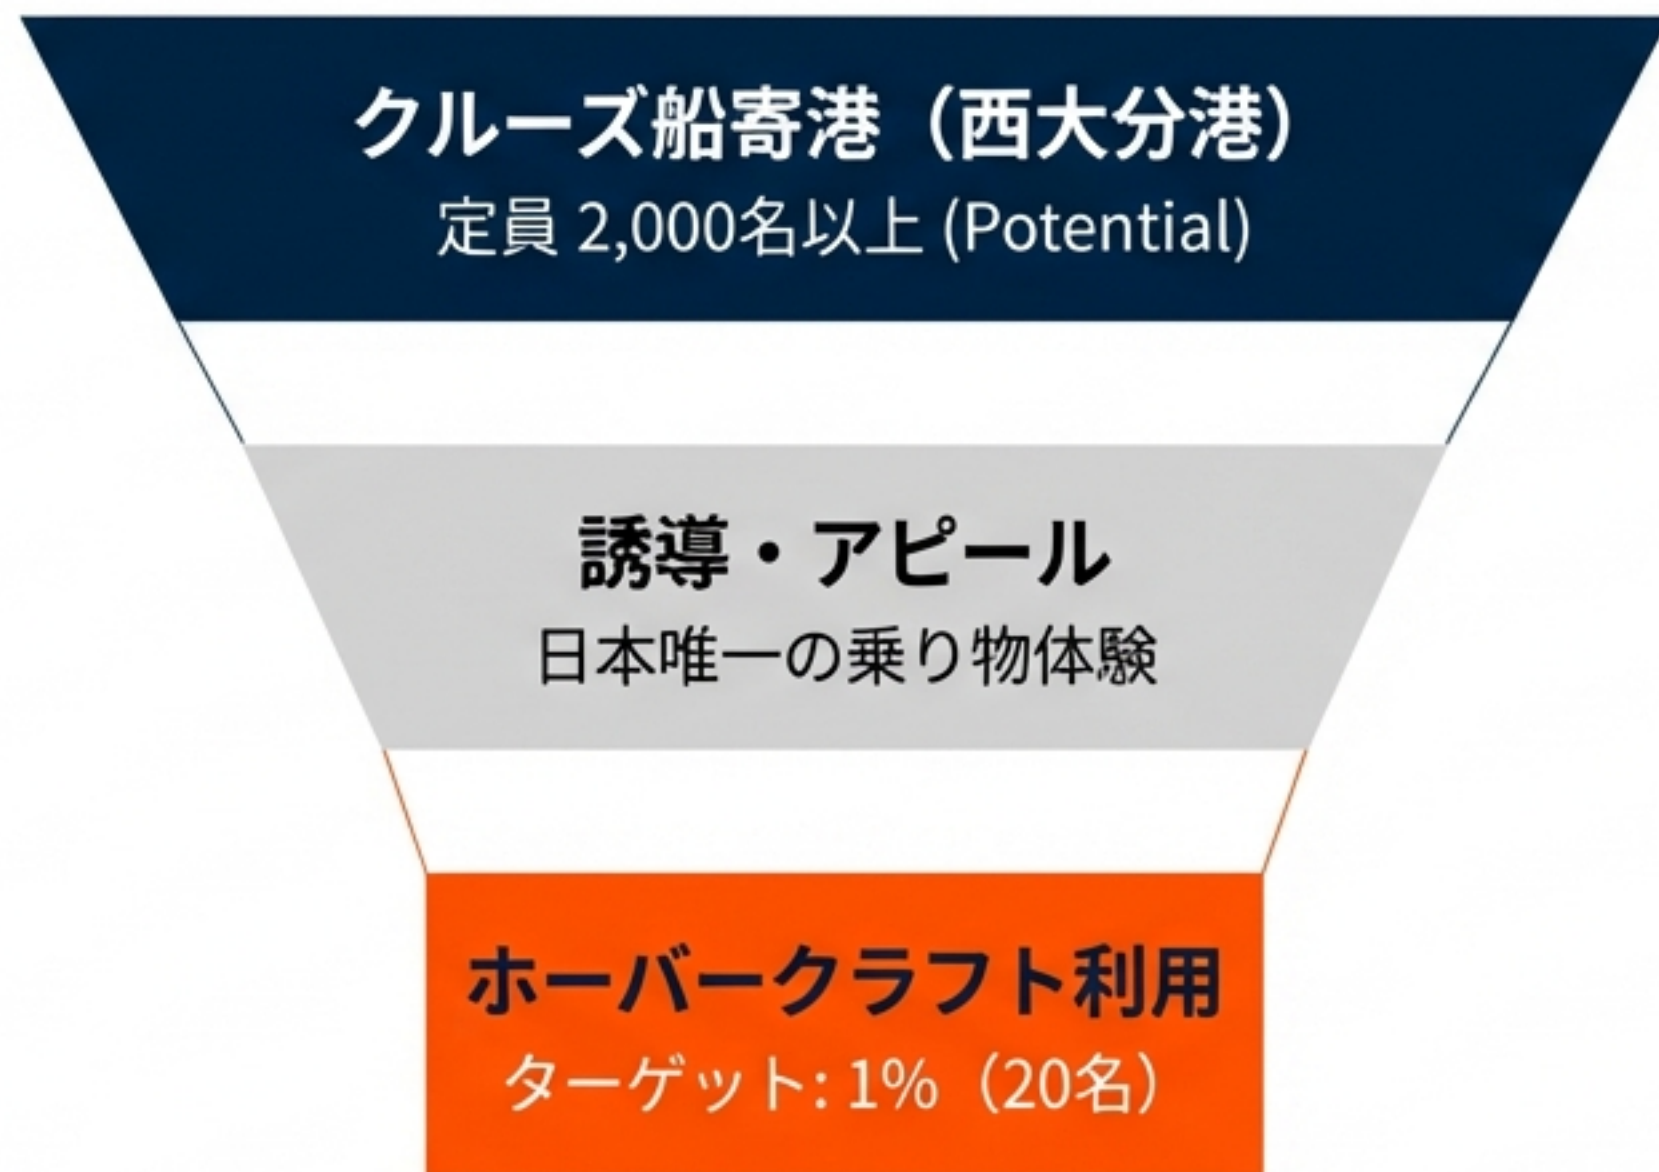 クルーズ船寄港（西大分港）
定員 2,000名以上 (Potential)
誘導・アピール
日本唯一の乗り物体験
ホーバークラフト利用
ターゲット: 1%（20名）